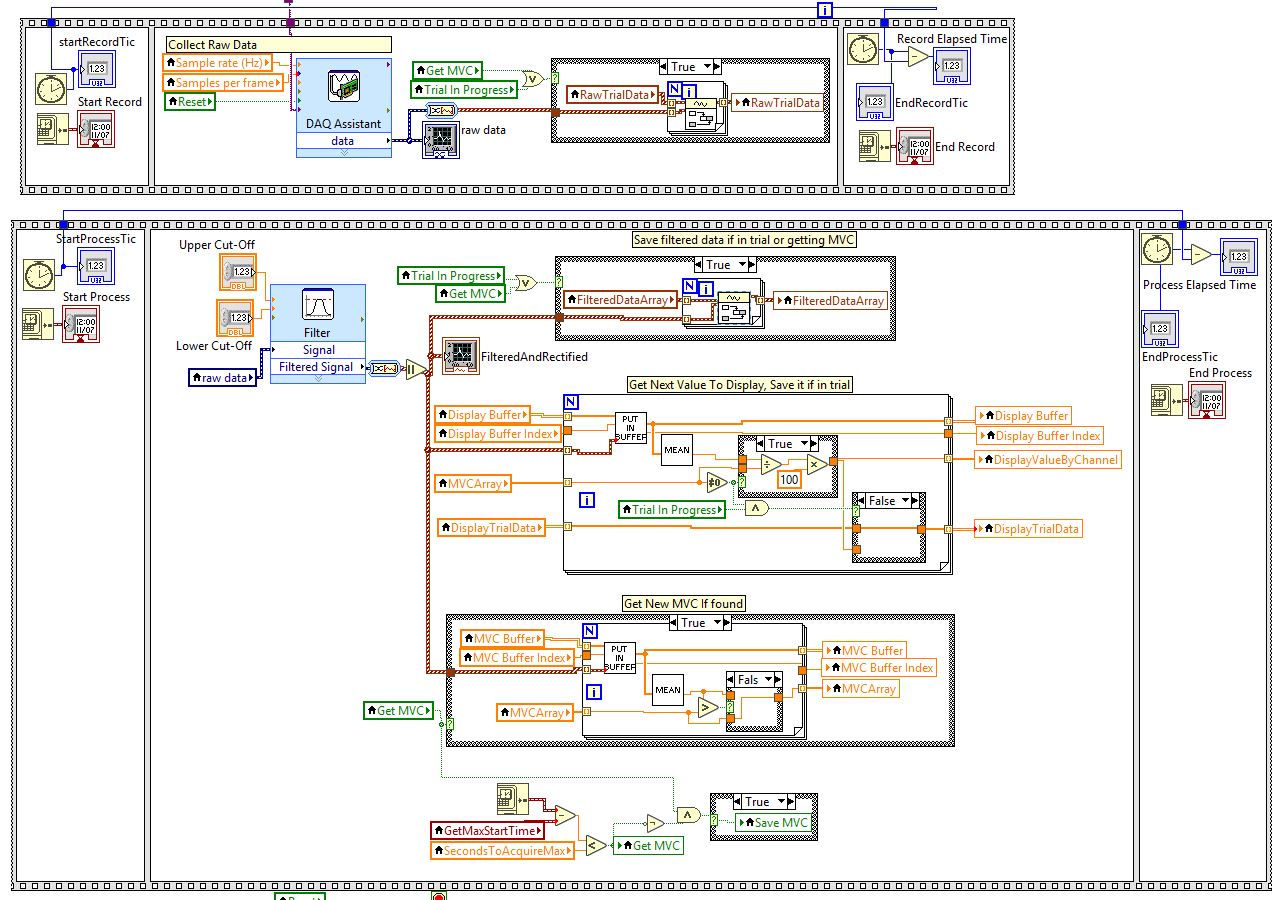 i
startRecordTic
1.23
U32
Start Record
12:00
11/07
Collect Raw Data
Sample rate (Hz)
Samples per frame
Reset
DAQ Assistant
data
raw data
Get MVC
Trial In Progress
v
?
True
RawTrialData
N
i
RawTrialData
Record Elapsed Time
1.23
U32
1.23
U32
EndRecordTic
12:00
11/07
End Record
StartProcessTic
1.23
U32
Start Process
12:00
11/07
Upper Cut-Off
1.23
DBL
1.23
DBL
Lower Cut-Off
raw data
Filter
Signal
Filtered Signal
Save filtered data if in trial or getting MVC
Trial In Progress
Get MVC
v
?
True
FilteredDataArray
N
i
FilteredDataArray
FilteredAndRectified
Get Next Value To Display, Save it if in trial
N
Display Buffer
Display Buffer Index
PUT
IN
BUFFER
MEAN
True
÷
x
100
?
MVCArray
≠0
i
Trial In Progress
^
False
?
DisplayTrialData
Display Buffer
Display Buffer Index
DisplayValueByChannel
DisplayTrialData
Get New MVC If found
True
N
MVC Buffer
MVC Buffer Index
PUT
IN
BUFFER
MEAN
i
MVCArray
>
Fals
?
MVC Buffer
MVC Buffer Index
MVCArray
Get MVC
?
GetMaxStartTime
SecondsToAcquireMax
<
Get MVC
¬
^
True
?
Save MVC
1.23
U32
Process Elapsed Time
1.23
U32
EndProcessTic
End Process
12:00
11/07